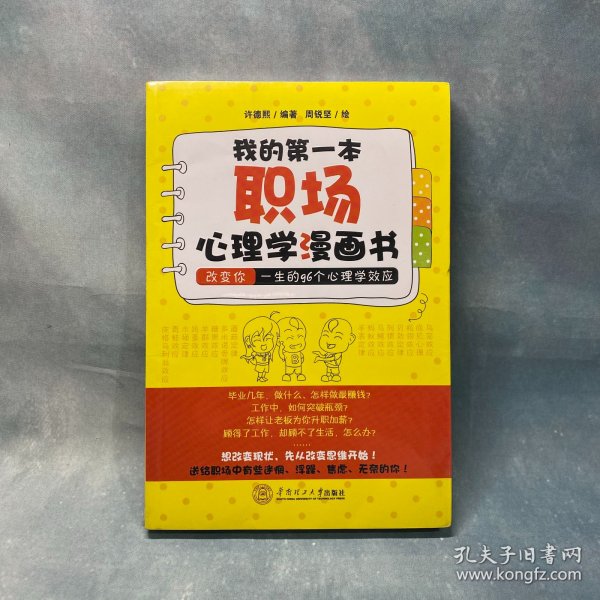 许德熙/编著 周锐坚/绘
我的第一本
职场
心理学漫画书
改变你一生的96个心理学效应
毕业几年，做什么、怎样做最赚钱？
工作中，如何突破瓶颈？
怎样让老板为你升职加薪？
顾得了工作，却顾不了生活，怎么办？
……
想改变现状、先从改变思维开始！
送给职场中有些迷惘、浮躁、焦虑、无奈的你！
华南理工大学出版社
SOUTH CHINA UNIVERSITY OF TECHNOLOGY PRESS
孔夫子旧书网
www.kongfz.com